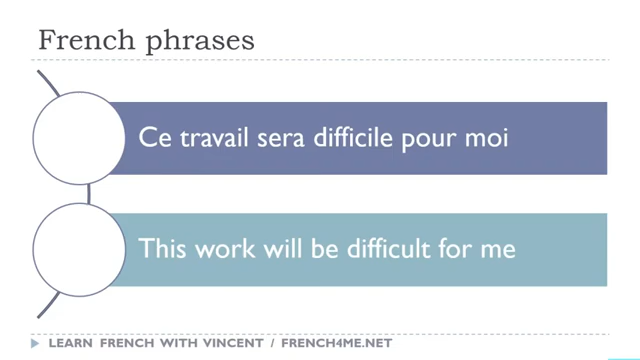 French phrases
Ce travail sera difficile pour moi
This work will be difficult for me
LEARN FRENCH WITH VINCENT / FRENCH4ME.NET